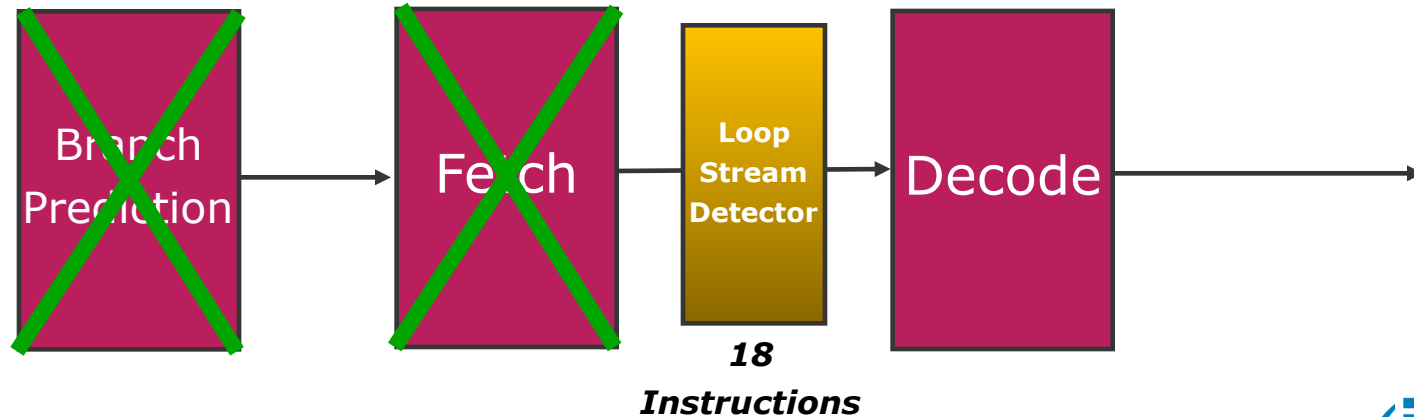 Branch
Prediction
Fetch
Loop
Stream
Detector
Decode
18
Instructions